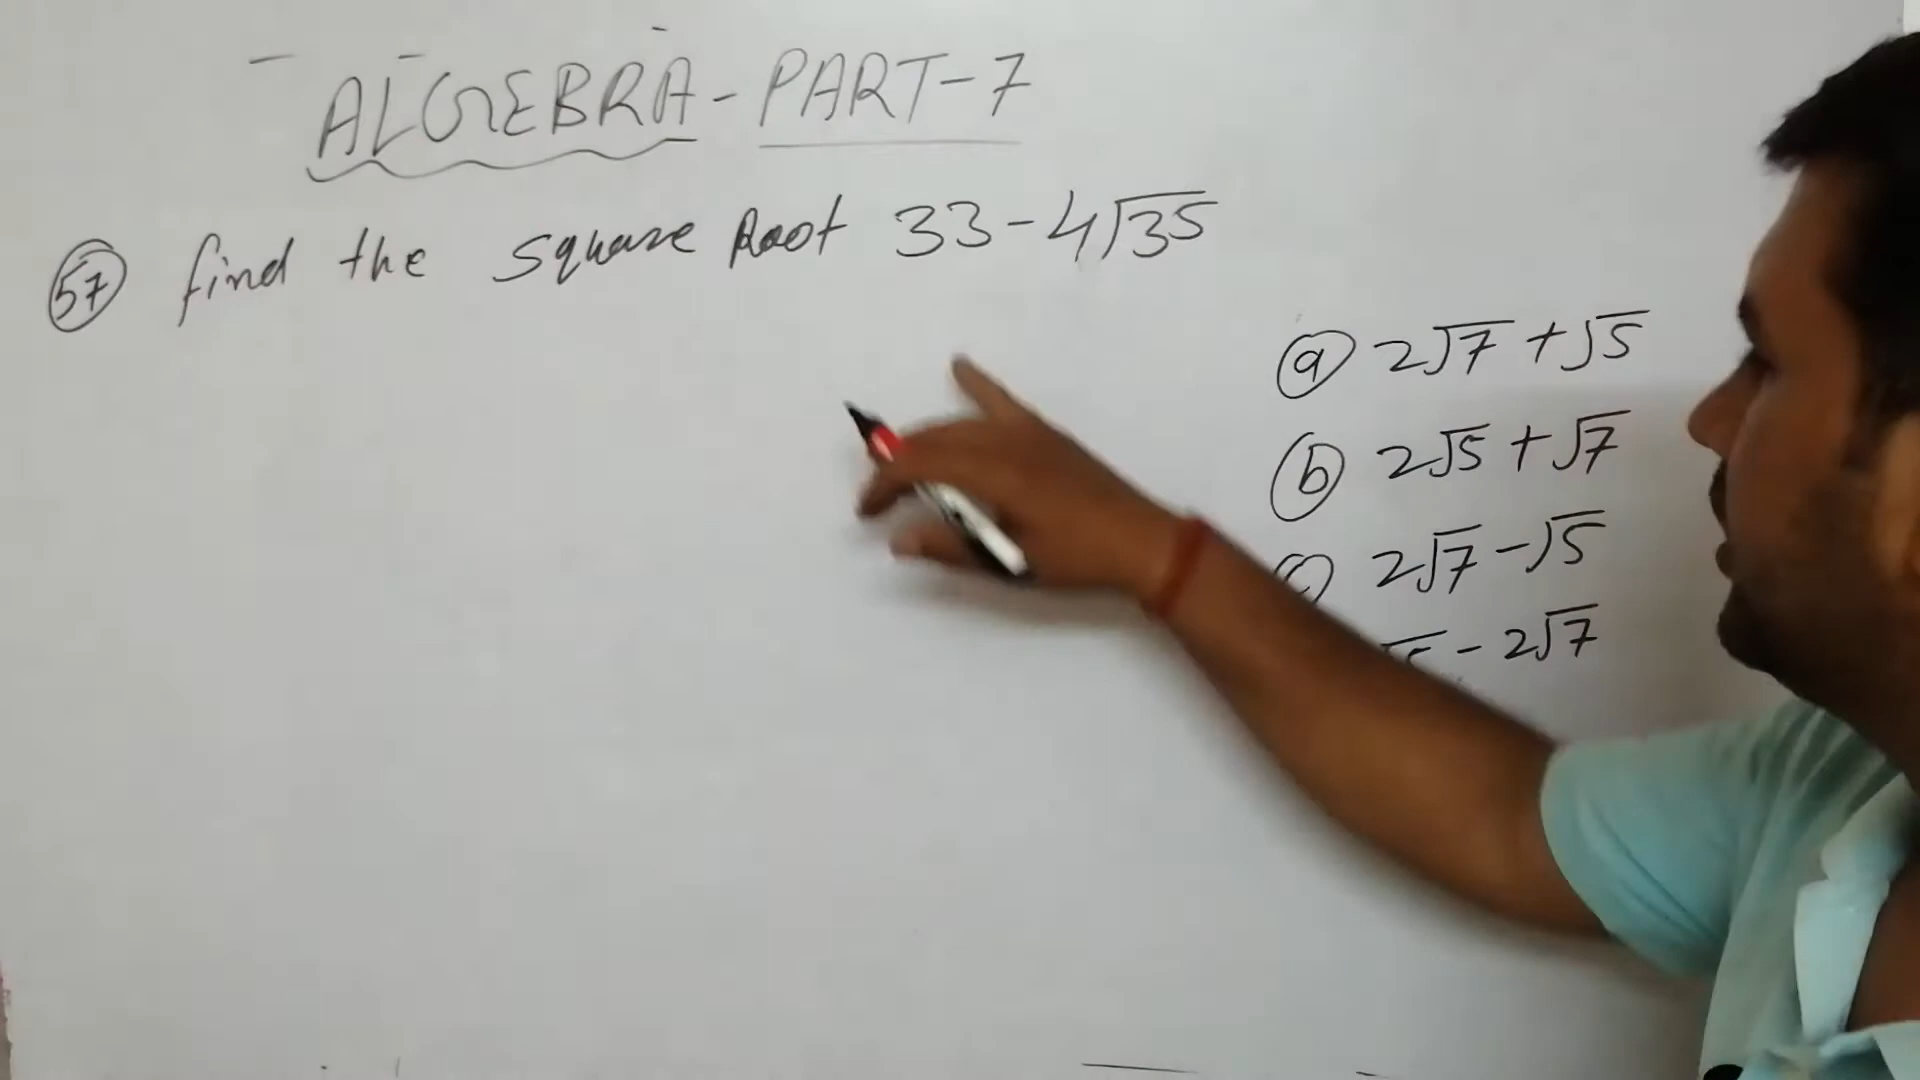 ALGEBRA - PART - 7
57 find the square Root 33 - 4√35
a 2√7 + √5
b 2√5 + √7
2√7 - √5
- 2√7